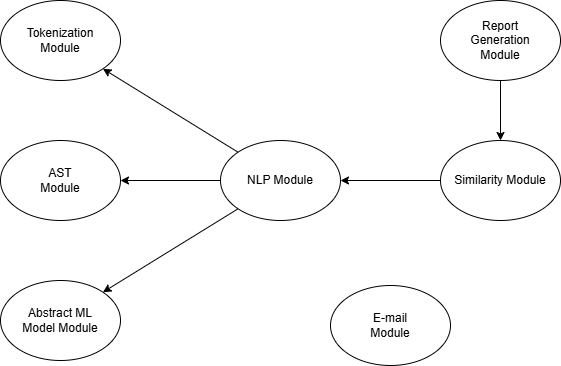 Tokenization
Module
Report
Generation
Module
AST
Module
NLP Module
Similarity Module
Abstract ML
Model Module
E-mail
Module